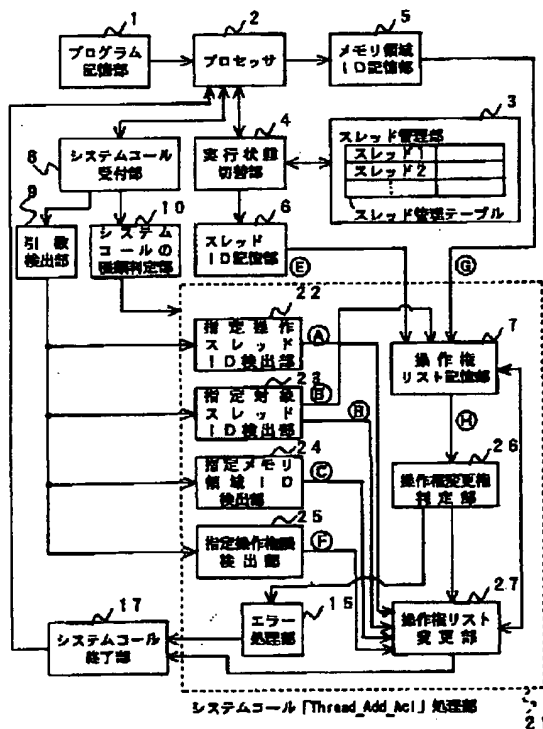 1
プログラム
記憶部
2
プロセッサ
5
メモリ領域
ID記憶部
3
スレッド管理部
スレッド1
スレッド2
スレッド管理テーブル
4
実行状態
切替部
8
システムコール
受付部
9
引数
検出部
10
システム
コールの
種類判定部
6
スレッド
ID記憶部
E
G
22
指定操作
スレッド
ID検出部
A
23
指定対象
スレッド
ID検出部
B
B
24
指定メモリ
領域ID
検出部
C
25
指定操作権限
検出部
F
7
操作権
リスト記憶部
H
26
操作権変更権
判定部
27
操作権リスト
変更部
15
エラー
処理部
17
システムコール
終了部
システムコール「Thread_Add_Acl」処理部